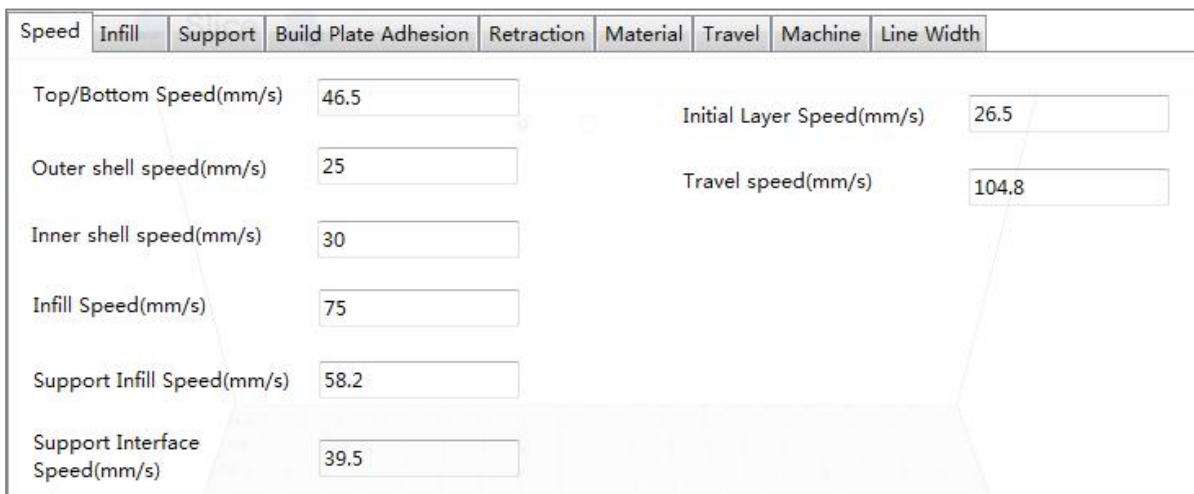 Slice
Speed Infill Support Build Plate Adhesion Retraction Material Travel Machine Line Width
Top/Bottom Speed(mm/s) 46.5
Initial Layer Speed(mm/s) 26.5
Outer shell speed(mm/s) 25
Travel speed(mm/s) 104.8
Inner shell speed(mm/s) 30
Infill Speed(mm/s) 75
Support Infill Speed(mm/s) 58.2
Support Interface
Speed(mm/s) 39.5